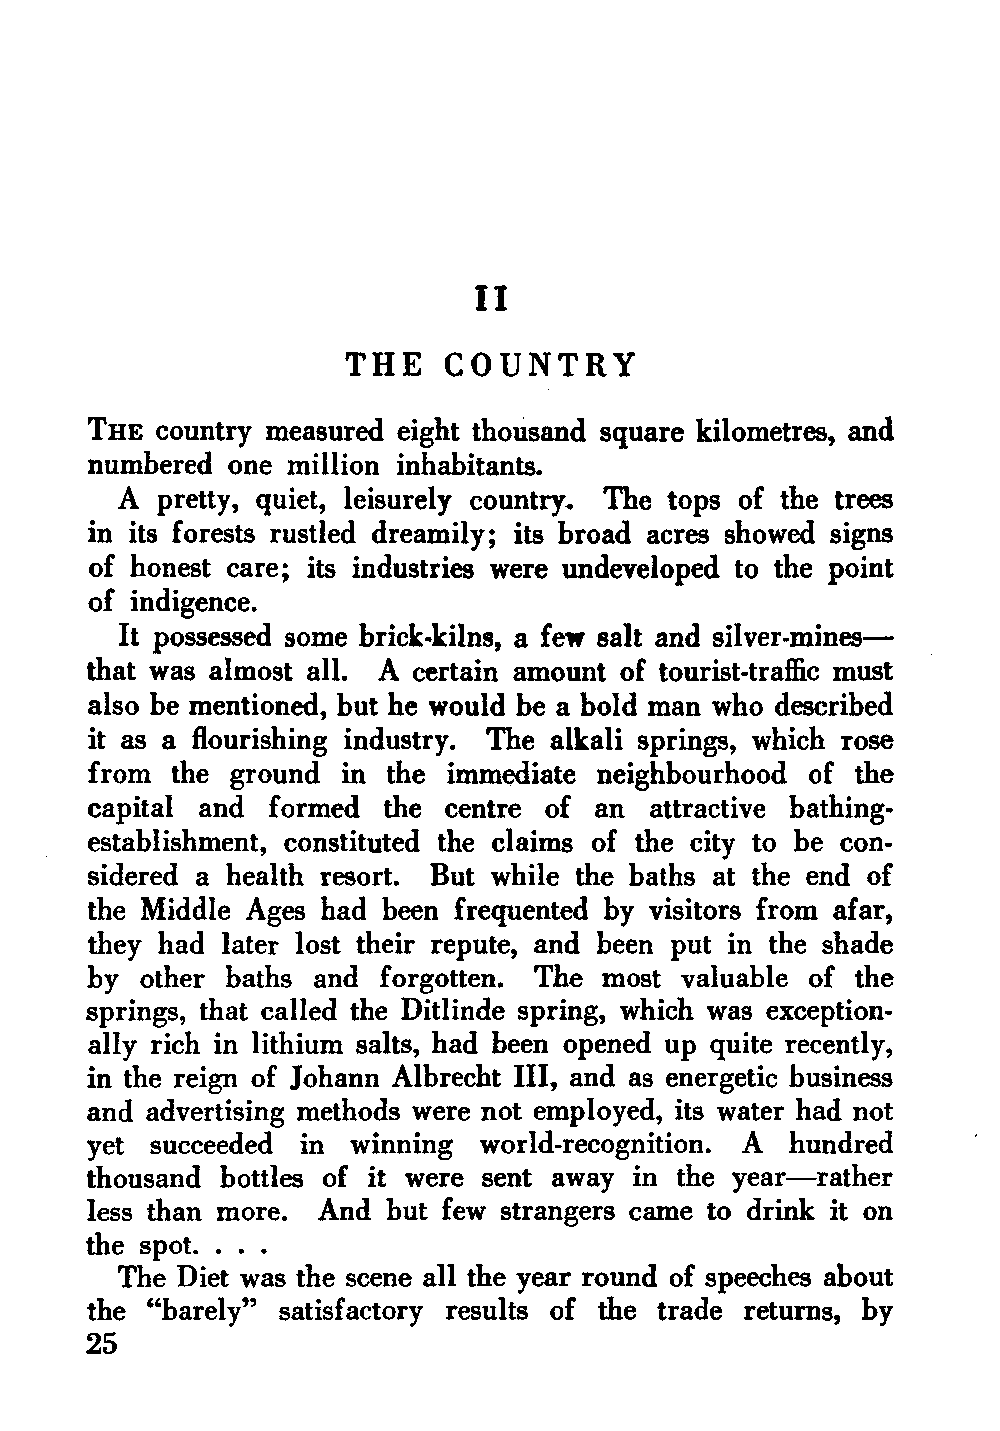 II
THE COUNTRY
THE country measured eight thousand square kilometres, and
numbered one million inhabitants.
A pretty, quiet, leisurely country. The tops of the trees
in its forests rustled dreamily; its broad acres showed signs
of honest care; its industries were undeveloped to the point
of indigence.
It possessed some brick-kilns, a few salt and silver-mines—
that was almost all. A certain amount of tourist-traffic must
also be mentioned, but he would be a bold man who described
it as a flourishing industry. The alkali springs, which rose
from the ground in the immediate neighbourhood of the
capital and formed the centre of an attractive bathing-
establishment, constituted the claims of the city to be con-
sidered a health resort. But while the baths at the end of
the Middle Ages had been frequented by visitors from afar,
they had later lost their repute, and been put in the shade
by other baths and forgotten. The most valuable of the
springs, that called the Ditlinde spring, which was exception-
ally rich in lithium salts, had been opened up quite recently,
in the reign of Johann Albrecht III, and as energetic business
and advertising methods were not employed, its water had not
yet succeeded in winning world-recognition. A hundred
thousand bottles of it were sent away in the year—rather
less than more. And but few strangers came to drink it on
the spot. . . .
The Diet was the scene all the year round of speeches about
the “barely” satisfactory results of the trade returns, by
25